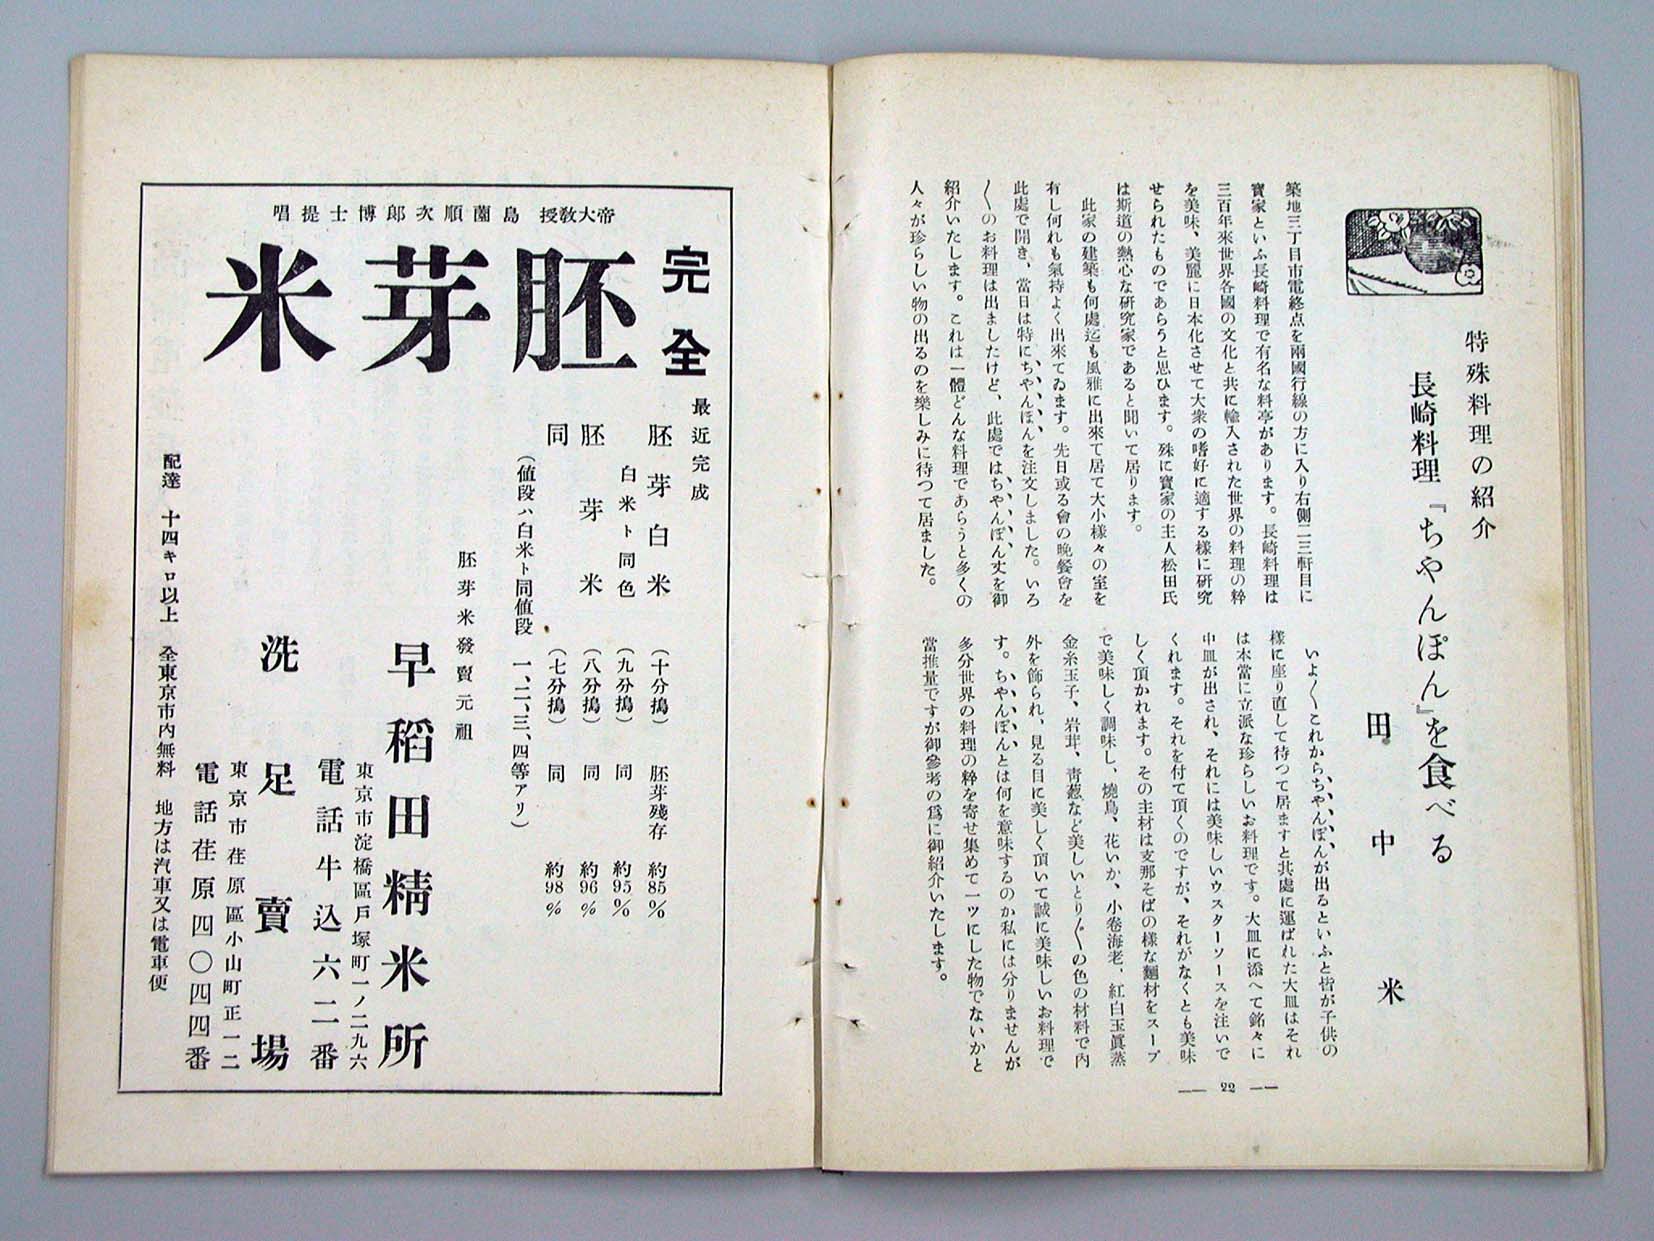 特殊料理の紹介
長崎料理『ちやんぽん』を食べる
田中米
築地三丁目市電終点を兩國行線の方に入り右側二三軒目に
寳家といふ長崎料理で有名な料亭があります。長崎料理は
三百年來世界各國の文化と共に輸入された世界の料理の粹
を美味、美麗に日本化させて大衆の嗜好に適する樣に硏究
せられたものであらうと思ひます。殊に寳家の主人松田氏
は斯道の熱心な硏究家であると聞いて居ります。
此家の建築も何處迄も風雅に出來て居て大小樣々の室を
有し何れも氣持よく出來てゐます。先日或る會の晩餐會を
此處で開き、當日は特にちやんぽんを注文しました。いろ
〱のお料理は出ましたけど、此處ではちやんぽん丈を御
紹介いたします。これは一體どんな料理であらうと多くの
人々が珍らしい物の出るのを樂しみに待つて居ました。
いよ〱これからちやんぽんが出るといふと皆が子供の
樣に座り直して待つて居ますと其處に運ばれた大皿はそれ
は本當に立派な珍らしいお料理です。大皿に添へて銘々に
中皿が出され、それには美味しいウスターソースを注いで
くれます。それを付て頂くのですが、それがなくとも美味
しく頂かれます。その主材は支那そばの樣な麵材をスープ
で美味しく調味し、燒鳥、花いか、小卷海老、紅白玉眞蒸
金糸玉子、岩茸、靑葱など美しいとり〲の色の材料で内
外を飾られ、見る目に美しく頂いて誠に美味しいお料理で
す。ちやんぽんとは何を意味するのか私には分りませんが
多分世界の料理の粹を寄せ集めて一ツにした物でないかと
當推量ですが御參考の爲に御紹介いたします。
— 22 —
帝大敎授 島薗順次郎博士提唱
完全
胚芽米
最近完成
胚芽白米 (十分搗) 胚芽殘存 約85%
白米ト同色 (九分搗) 同 約95%
胚芽米 (八分搗) 同 約96%
同 (七分搗) 同 約98%
(値段ハ白米ト同値段 一、二、三、四等アリ)
胚芽米發賣元祖
早稻田精米所
東京市淀橋區戶塚町一ノ二九六
電話牛込六二番
洗足賣場
東京市荏原區小山町正一二
電話荏原四〇四四番
配達 十四キロ以上 全東京市内無料 地方は汽車又は電車便